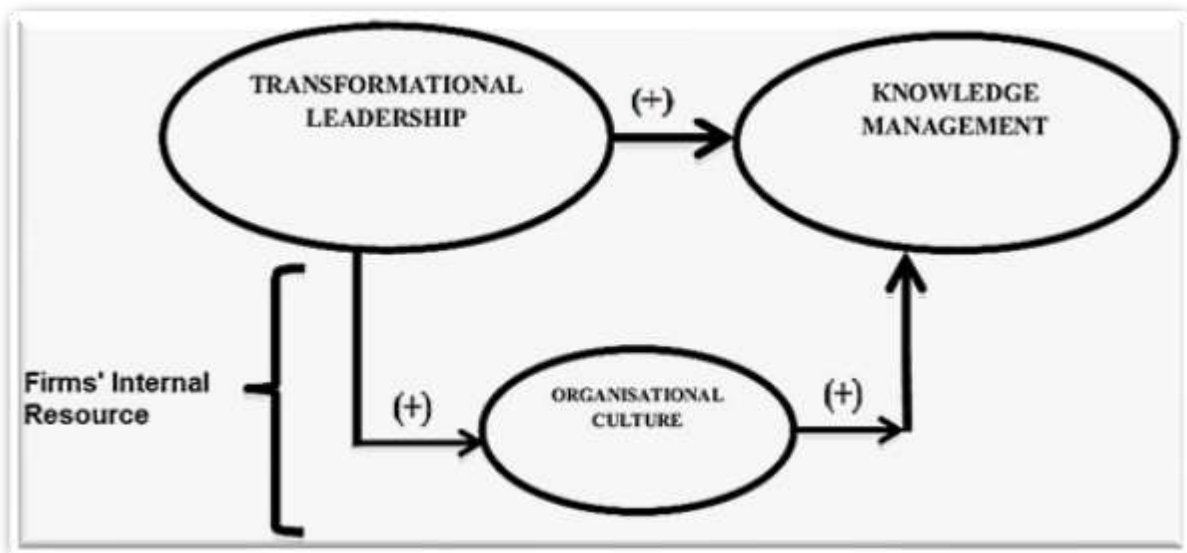 TRANSFORMATIONAL
LEADERSHIP
(+)
KNOWLEDGE
MANAGEMENT
Firms' Internal
Resource
(+)
ORGANISATIONAL
CULTURE
(+)